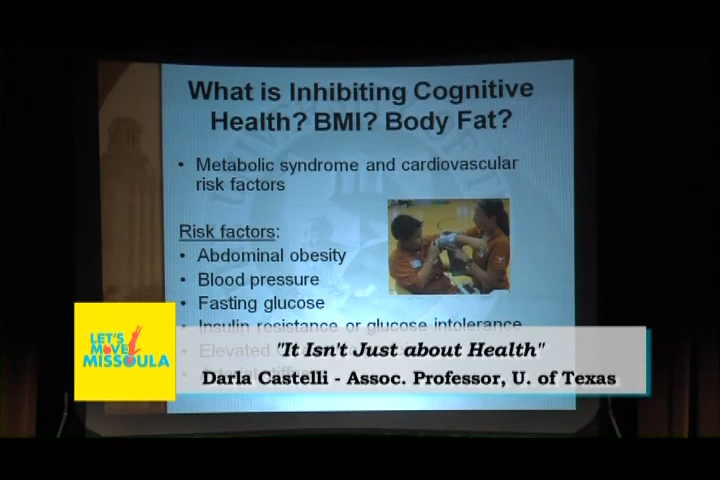 What is Inhibiting Cognitive
Health? BMI? Body Fat?
• Metabolic syndrome and cardiovascular
risk factors
Risk factors:
• Abdominal obesity
• Blood pressure
• Fasting glucose
• Insulin resistance or glucose intolerance
• Elevated
LET'S
MOVE
MISSOULA
"It Isn't Just about Health"
Darla Castelli - Assoc. Professor, U. of Texas